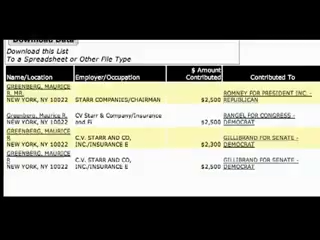 Download Data
Download this List
To a Spreadsheet or Other File Type
Name/Location Employer/Occupation $ Amount Contributed Contributed To
GREENBERG, MAURICE R. MR. NEW YORK, NY 10022 STARR COMPANIES/CHAIRMAN $2,500 ROMNEY FOR PRESIDENT INC. - REPUBLICAN
Greenberg, Maurice R. NEW YORK, NY 10022 CV Starr & Company/Insurance and Fi $2,500 RANGEL FOR CONGRESS - DEMOCRAT
GREENBERG, MAURICE R NEW YORK, NY 10022 C.V. STARR AND CO, INC./INSURANCE E $2,300 GILLIBRAND FOR SENATE - DEMOCRAT
GREENBERG, MAURICE R NEW YORK, NY 10022 C.V. STARR AND CO, INC./INSURANCE E $2,500 GILLIBRAND FOR SENATE - DEMOCRAT